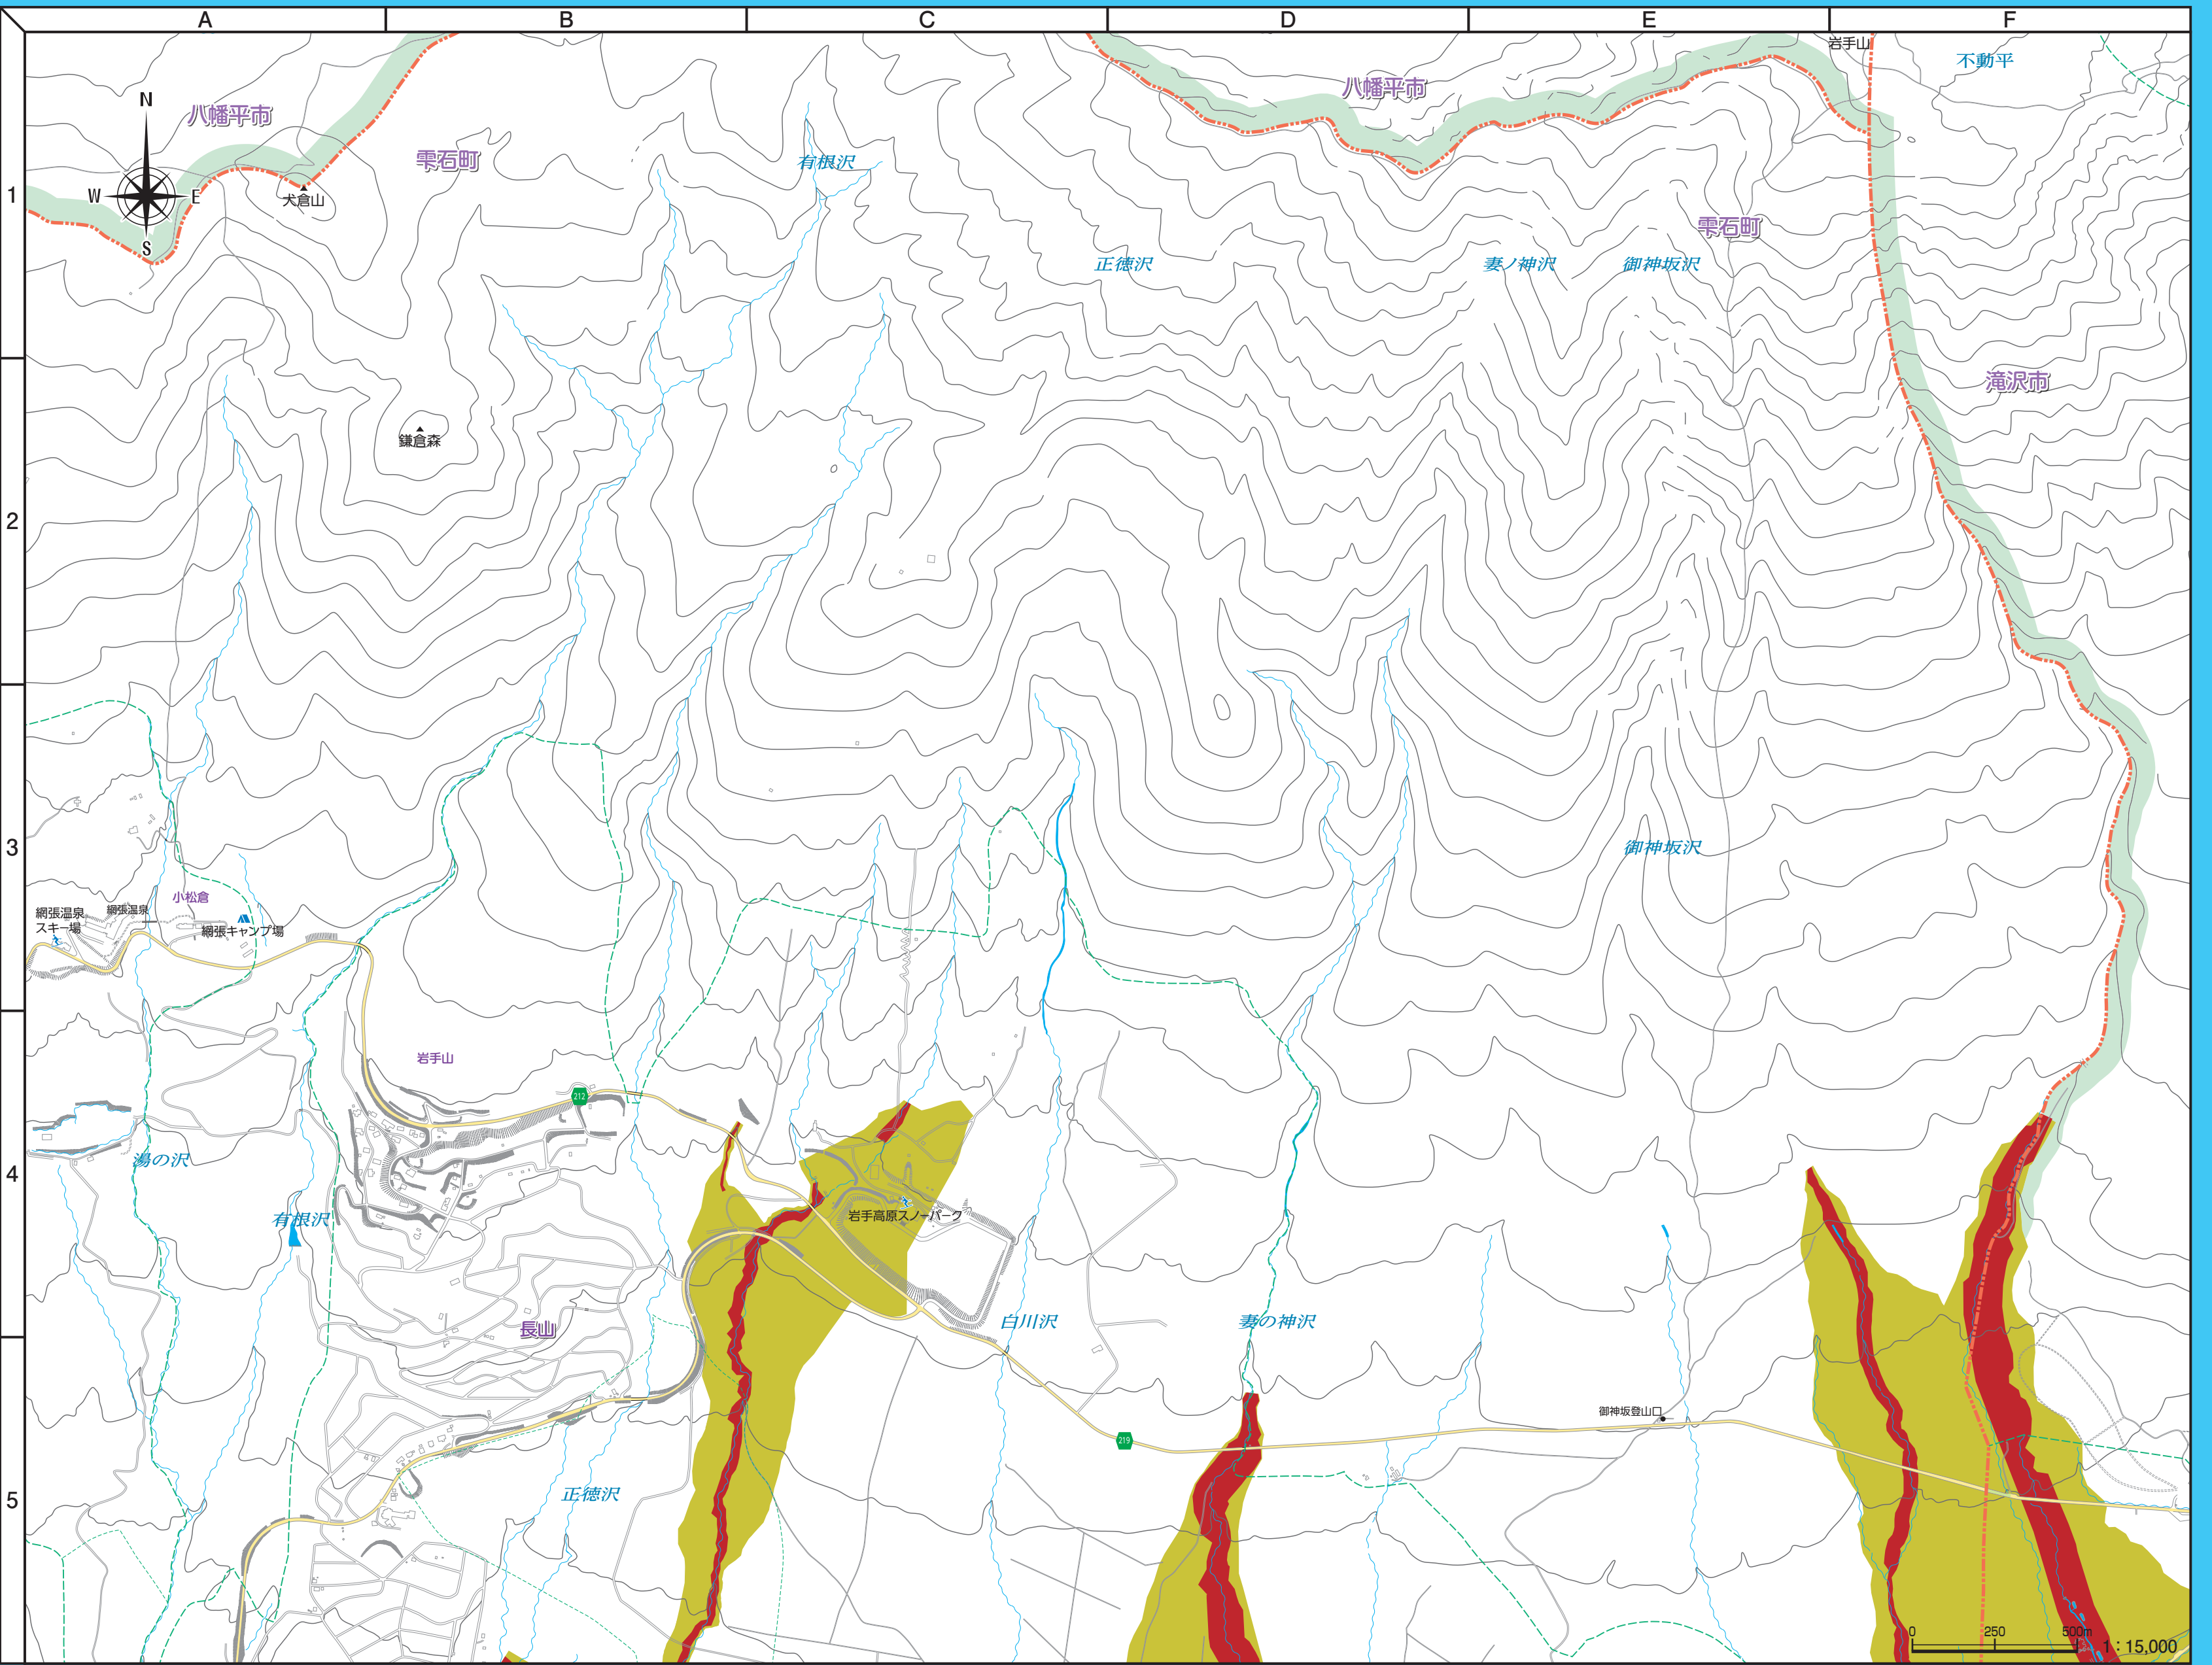 A B C D E F
岩手山
不動平
八幡平市
N
八幡平市
雫石町
有根沢
1
W E
犬倉山
S
雫石町
正徳沢
妻ノ神沢
御神坂沢
滝沢市
鎌倉森
2
3
御神坂沢
小松倉
網張温泉
スキー場
網張温泉
網張キャンプ場
岩手山
212
4
湯の沢
有根沢
岩手高原スノーパーク
長山
白川沢
妻の神沢
御神坂登山口
219
5
正徳沢
0 250 500m
1：15,000